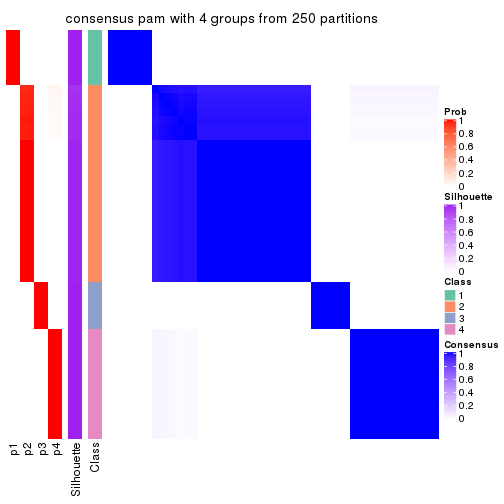 consensus pam with 4 groups from 250 partitions
Prob
1
0.8
0.6
0.4
0.2
0
Silhouette
1
0.8
0.6
0.4
0.2
0
Class
1
2
3
4
Consensus
1
0.8
0.6
0.4
0.2
0
p1
p2
p3
p4
Silhouette
Class